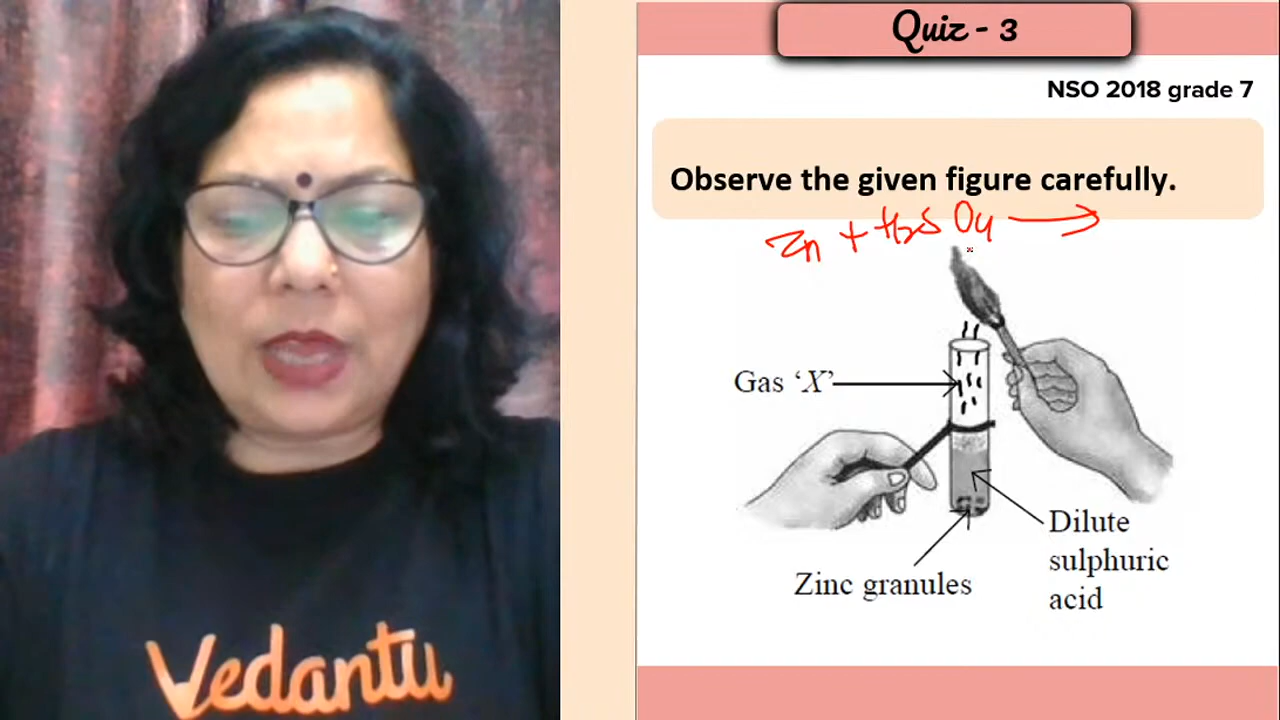 Quiz - 3
NSO 2018 grade 7
Observe the given figure carefully.
Zn + H2SO4 →
Gas ‘X’
Dilute
sulphuric
acid
Zinc granules
Vedantu